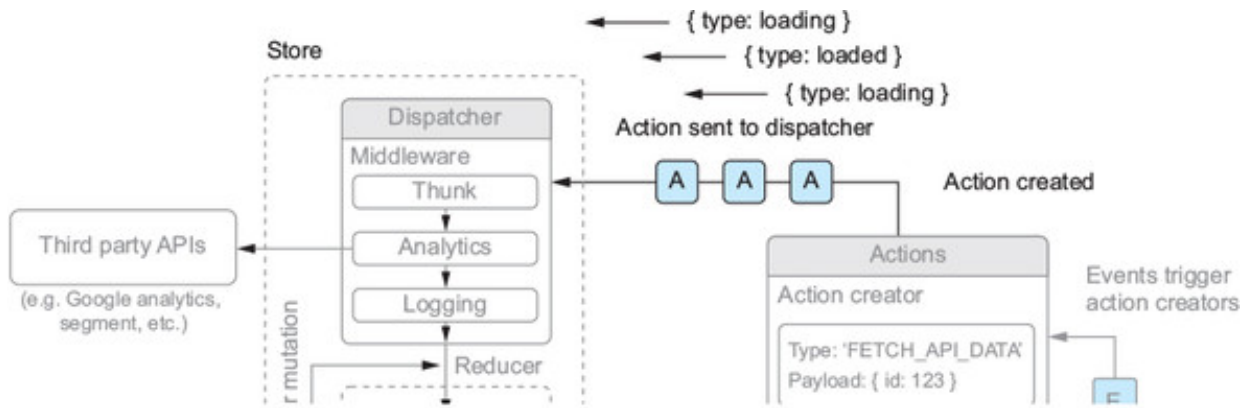 { type: loading }
Store
{ type: loaded }
{ type: loading }
Dispatcher
Action sent to dispatcher
Middleware
Thunk
A A A
Action created
Third party APIs
Analytics
Actions
(e.g. Google analytics,
segment, etc.)
Logging
Action creator
Events trigger
action creators
Type: 'FETCH_API_DATA'
Payload: { id: 123 }
Reducer
mutation